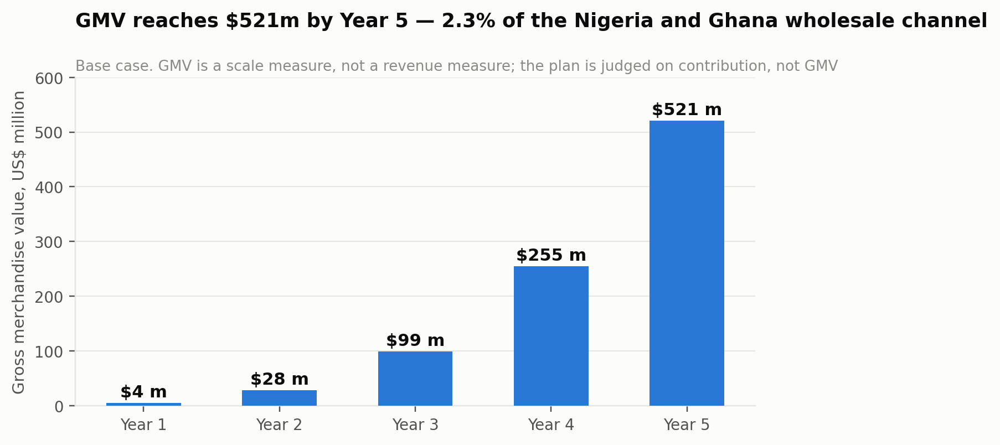 GMV reaches $521m by Year 5 — 2.3% of the Nigeria and Ghana wholesale channel
Base case. GMV is a scale measure, not a revenue measure; the plan is judged on contribution, not GMV
Gross merchandise value, US$ million
600
500
400
300
200
100
0
$4 m
$28 m
$99 m
$255 m
$521 m
Year 1
Year 2
Year 3
Year 4
Year 5